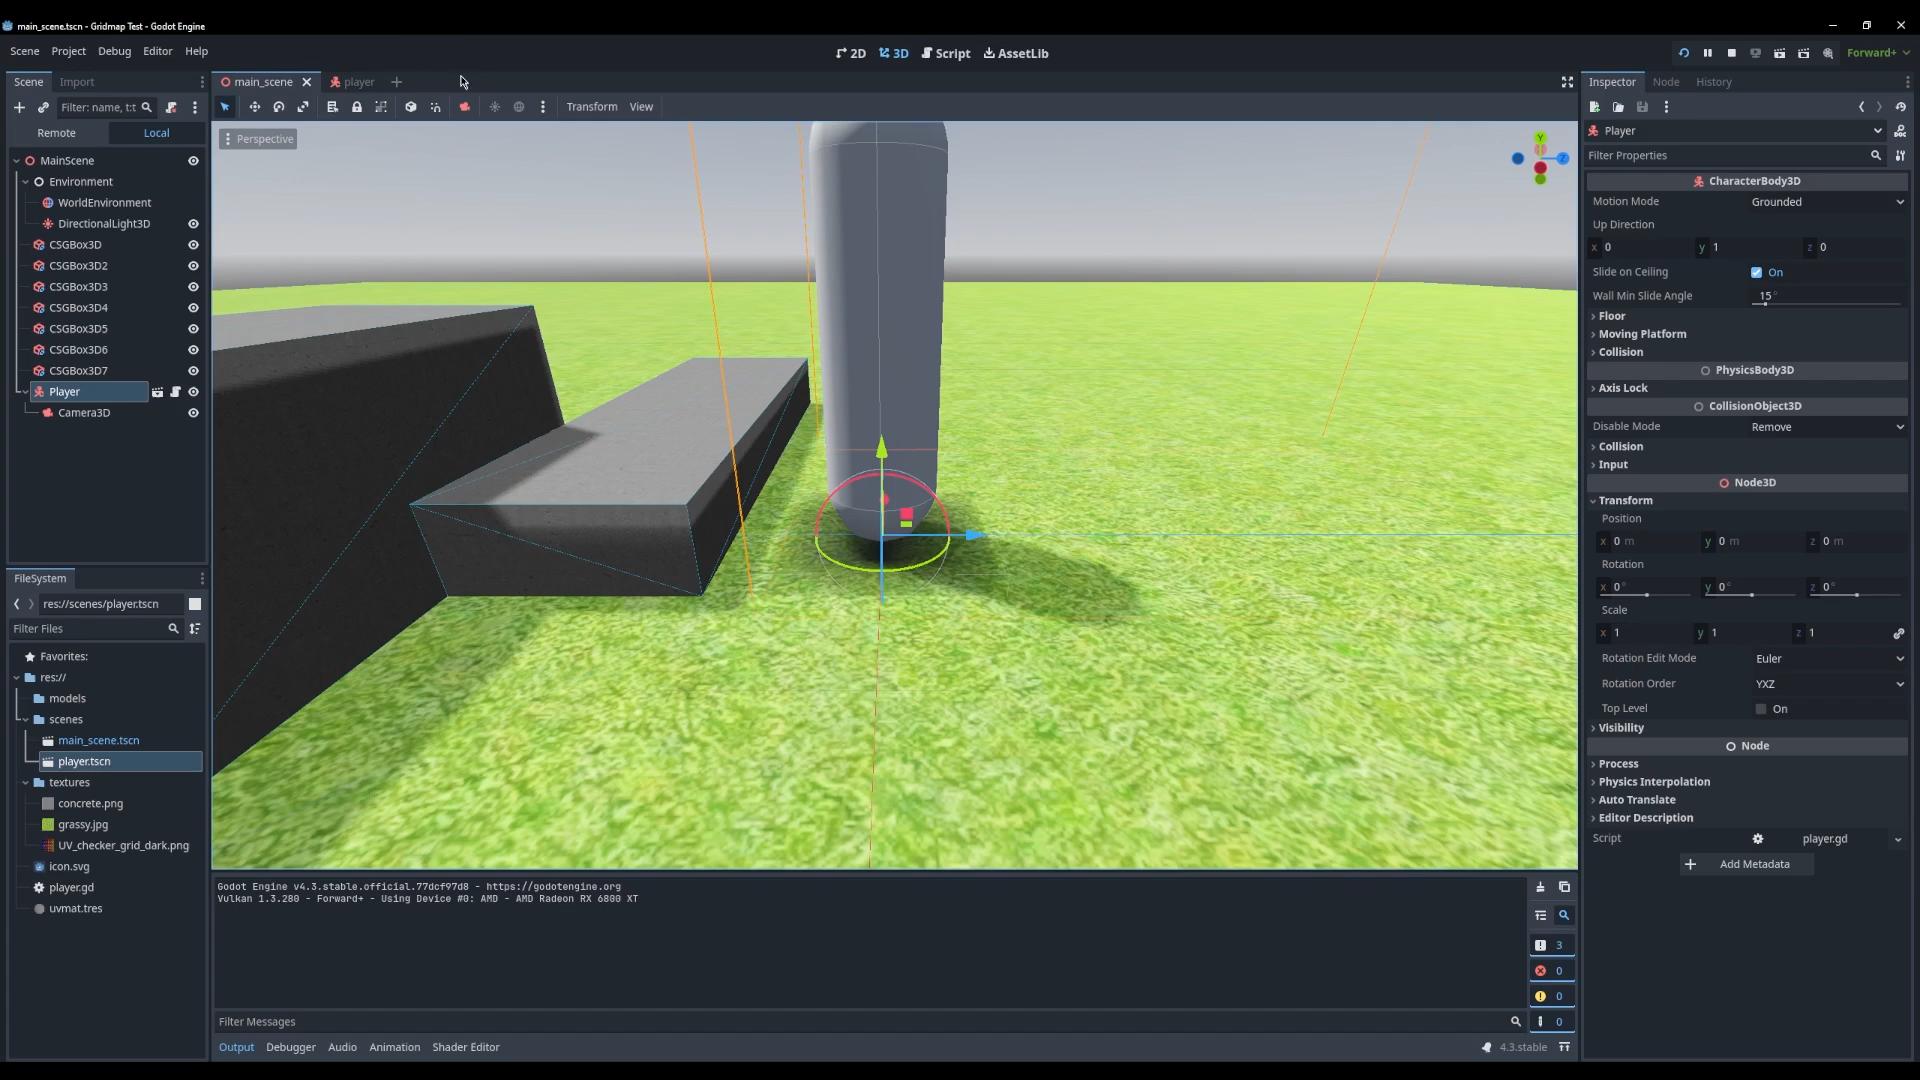 main_scene.tscn - Gridmap Test - Godot Engine
Scene Project Debug Editor Help
2D 3D Script AssetLib
Forward+
Scene Import
main_scene player
Inspector Node History
Filter: name, t:t
Transform View
Remote Local
Perspective
Y
Z
MainScene
Environment
WorldEnvironment
DirectionalLight3D
CSGBox3D
CSGBox3D2
CSGBox3D3
CSGBox3D4
CSGBox3D5
CSGBox3D6
CSGBox3D7
Player
Camera3D
FileSystem
res://scenes/player.tscn
Filter Files
Favorites:
res://
models
scenes
main_scene.tscn
player.tscn
textures
concrete.png
grassy.jpg
UV_checker_grid_dark.png
icon.svg
player.gd
uvmat.tres
Godot Engine v4.3.stable.official.77dcf97d8 - https://godotengine.org
Vulkan 1.3.280 - Forward+ - Using Device #0: AMD - AMD Radeon RX 6800 XT
3
0
0
0
Filter Messages
Output Debugger Audio Animation Shader Editor
4.3.stable
Player
Filter Properties
CharacterBody3D
Motion Mode Grounded
Up Direction
x 0 y 1 z 0
Slide on Ceiling On
Wall Min Slide Angle 15 °
Floor
Moving Platform
Collision
PhysicsBody3D
Axis Lock
CollisionObject3D
Disable Mode Remove
Collision
Input
Node3D
Transform
Position
x 0 m y 0 m z 0 m
Rotation
x 0 ° y 0 ° z 0 °
Scale
x 1 y 1 z 1
Rotation Edit Mode Euler
Rotation Order YXZ
Top Level On
Visibility
Node
Process
Physics Interpolation
Auto Translate
Editor Description
Script player.gd
Add Metadata